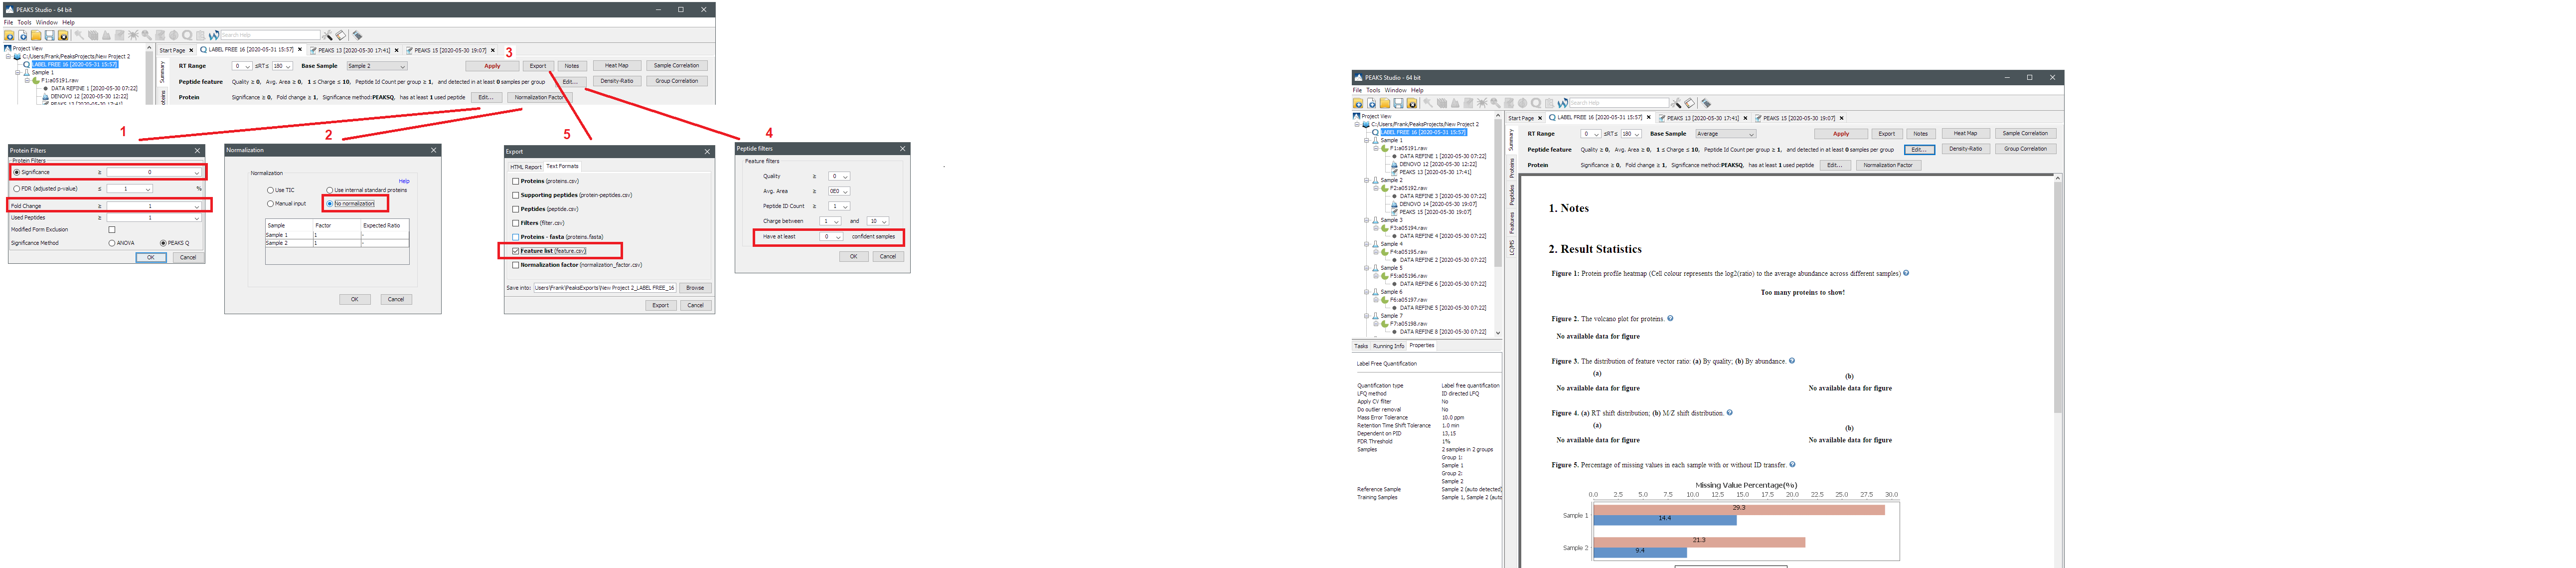 PEAKS Studio - 64 bit
File Tools Window Help
Search Help
Project View
C:/Users/Frank/PeaksProjects/New Project 2
LABEL FREE 16 [2020-05-31 15:57]
Sample 1
F1:a05191.raw
DATA REFINE 1 [2020-05-30 07:22]
DENOVO 12 [2020-05-30 12:22]
PEAKS 13 [2020-05-30 17:41]
Start Page LABEL FREE 16 [2020-05-31 15:57] PEAKS 13 [2020-05-30 17:41] PEAKS 15 [2020-05-30 19:07]
Summary
Proteins
3
RT Range 0 ≤RT≤ 180 Base Sample Sample 2 Apply Export Notes Heat Map Sample Correlation
Peptide feature Quality ≥ 0, Avg. Area ≥ 0, 1 ≤ Charge ≤ 10, Peptide Id Count per group ≥ 1, and detected in at least 0 samples per group Edit... Density-Ratio Group Correlation
Protein Significance ≥ 0, Fold change ≥ 1, Significance method:PEAKSQ, has at least 1 used peptide Edit... Normalization Factor
1
Protein Filters
Protein Filters
Significance ≥ 0
FDR (adjusted p-value) ≤ 1 %
Fold Change ≥ 1
Used Peptides ≥ 1
Modified Form Exclusion
Significance Method ANOVA PEAKS Q
OK Cancel
2
Normalization
Help
Normalization
Use TIC Use internal standard proteins
Manual input No normalization
Sample Factor Expected Ratio
Sample 1 1 -
Sample 2 1 -
OK Cancel
5
Export
HTML Report Text Formats
Proteins (proteins.csv)
Supporting peptides (protein-peptides.csv)
Peptides (peptide.csv)
Filters (filter.csv)
Proteins - fasta (proteins.fasta)
Feature list (feature.csv)
Normalization factor (normalization_factor.csv)
Save into: Users\Frank\PeaksExports\New Project 2_LABEL FREE_16 Browse
Export Cancel
4
Peptide filters
Feature filters
Quality ≥ 0
Avg. Area ≥ 0E0
Peptide ID Count ≥ 1
Charge between 1 and 10
Have at least 0 confident samples
OK Cancel
PEAKS Studio - 64 bit
File Tools Window Help
Search Help
Project View
C:/Users/Frank/PeaksProjects/New Project 2
LABEL FREE 16 [2020-05-31 15:57]
Sample 1
F1:a05191.raw
DATA REFINE 1 [2020-05-30 07:22]
DENOVO 12 [2020-05-30 12:22]
PEAKS 13 [2020-05-30 17:41]
Sample 2
F2:a05192.raw
DATA REFINE 3 [2020-05-30 07:22]
DENOVO 14 [2020-05-30 19:07]
PEAKS 15 [2020-05-30 19:07]
Sample 3
F3:a05194.raw
DATA REFINE 4 [2020-05-30 07:22]
Sample 4
F4:a05195.raw
DATA REFINE 2 [2020-05-30 07:22]
Sample 5
F5:a05196.raw
DATA REFINE 6 [2020-05-30 07:22]
Sample 6
F6:a05197.raw
DATA REFINE 5 [2020-05-30 07:22]
Sample 7
F7:a05198.raw
DATA REFINE 8 [2020-05-30 07:22]
Tasks Running Info Properties
Label Free Quantification
Quantification type Label free quantification
LFQ method ID directed LFQ
Apply CV filter No
Do outlier removal No
Mass Error Tolerance 10.0 ppm
Retention Time Shift Tolerance 1.0 min
Dependent on PID 13,15
FDR Threshold 1%
Samples 2 samples in 2 groups
Group 1:
Sample 1
Group 2:
Sample 2
Reference Sample Sample 2 (auto detected)
Training Samples Sample 1, Sample 2 (auto
Start Page LABEL FREE 16 [2020-05-31 15:57] PEAKS 13 [2020-05-30 17:41] PEAKS 15 [2020-05-30 19:07]
Summary
Proteins
Peptides
Features
LC/MS
RT Range 0 ≤RT≤ 180 Base Sample Average Apply Export Notes Heat Map Sample Correlation
Peptide feature Quality ≥ 0, Avg. Area ≥ 0, 1 ≤ Charge ≤ 10, Peptide Id Count per group ≥ 1, and detected in at least 0 samples per group Edit... Density-Ratio Group Correlation
Protein Significance ≥ 0, Fold change ≥ 1, Significance method:PEAKSQ, has at least 1 used peptide Edit... Normalization Factor
1. Notes
2. Result Statistics
Figure 1: Protein profile heatmap (Cell colour represents the log2(ratio) to the average abundance across different samples)
Too many proteins to show!
Figure 2. The volcano plot for proteins.
No available data for figure
Figure 3. The distribution of feature vector ratio: (a) By quality; (b) By abundance.
(a) (b)
No available data for figure No available data for figure
Figure 4. (a) RT shift distribution; (b) M/Z shift distribution.
(a) (b)
No available data for figure No available data for figure
Figure 5. Percentage of missing values in each sample with or without ID transfer.
Missing Value Percentage(%)
0.0 2.5 5.0 7.5 10.0 12.5 15.0 17.5 20.0 22.5 25.0 27.5 30.0
Sample 1 29.3
14.4
Sample 2 21.3
9.4